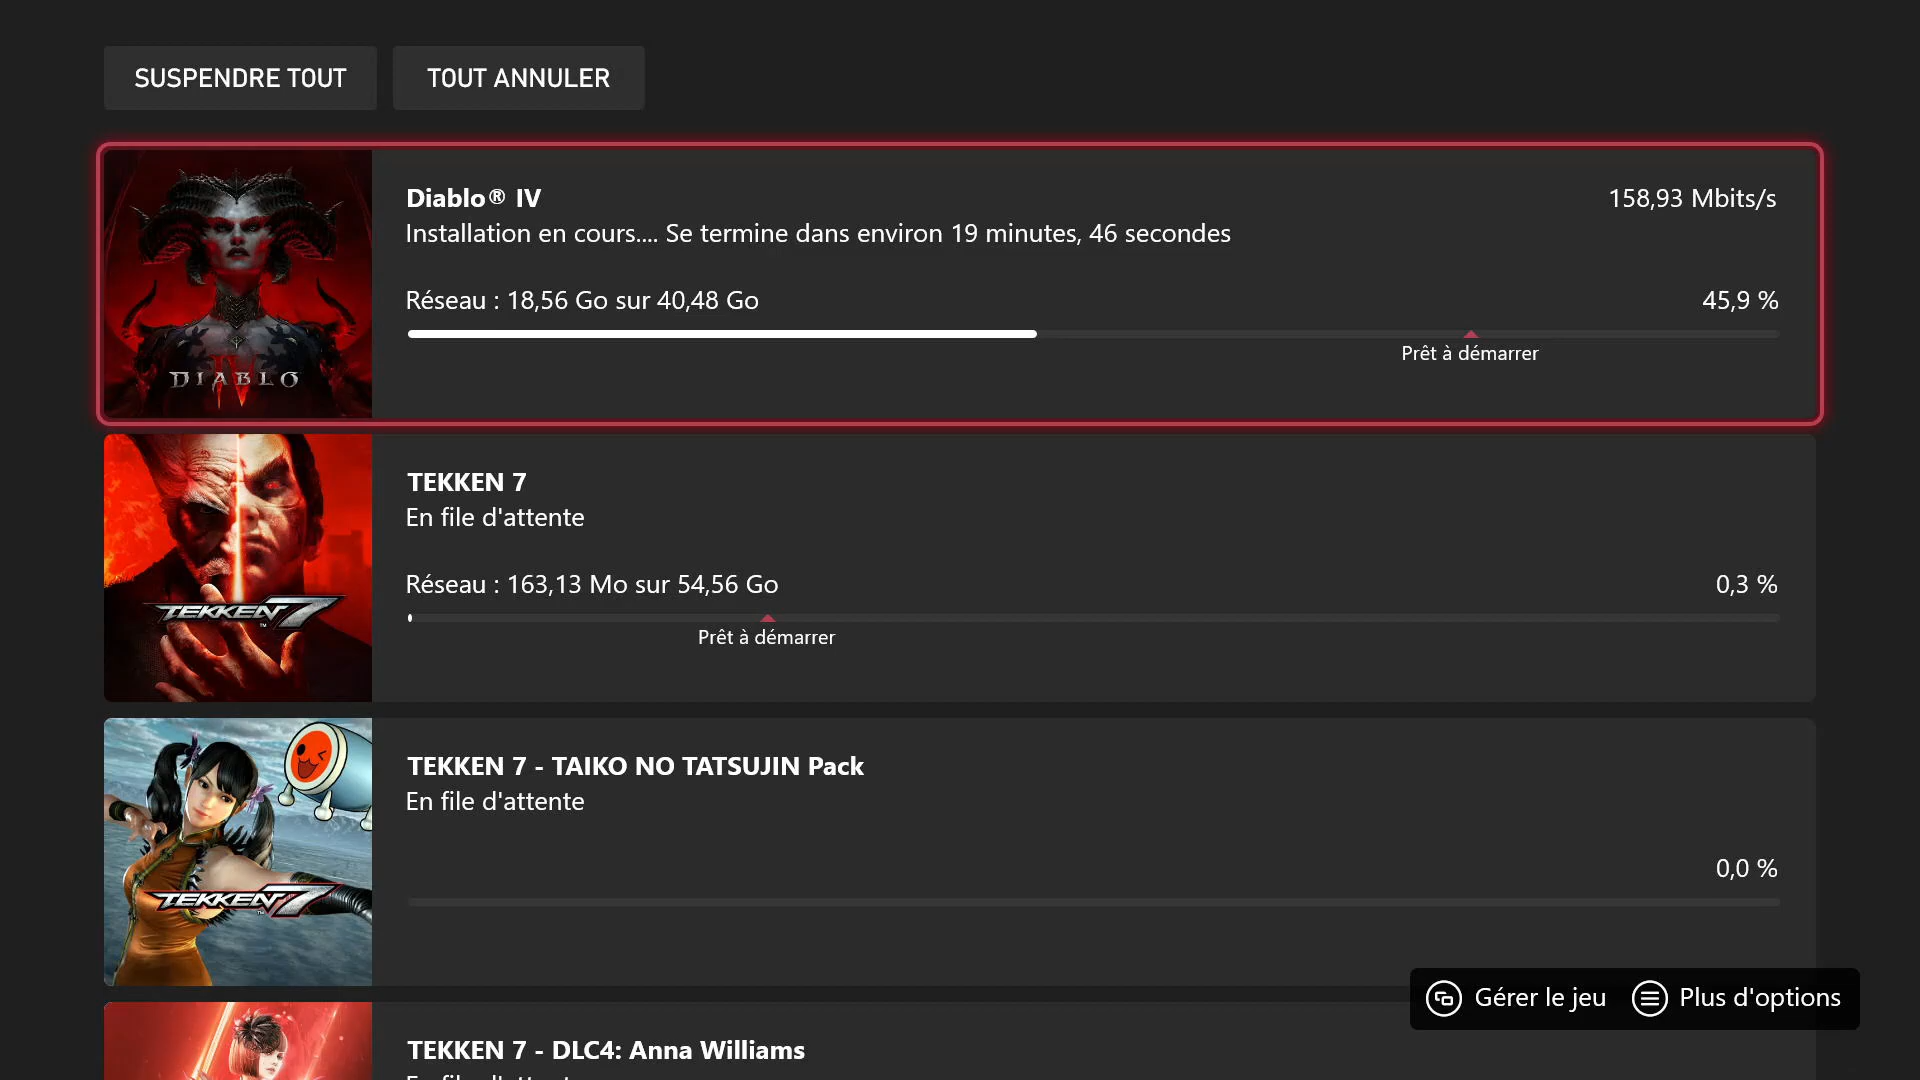 SUSPENDRE TOUT
TOUT ANNULER
DIABLO
IV
Diablo® IV
158,93 Mbits/s
Installation en cours.... Se termine dans environ 19 minutes, 46 secondes
Réseau : 18,56 Go sur 40,48 Go
45,9 %
Prêt à démarrer
TEKKEN 7
TEKKEN 7
En file d'attente
Réseau : 163,13 Mo sur 54,56 Go
0,3 %
Prêt à démarrer
TEKKEN 7
TEKKEN 7 - TAIKO NO TATSUJIN Pack
En file d'attente
0,0 %
Gérer le jeu
Plus d'options
TEKKEN 7 - DLC4: Anna Williams